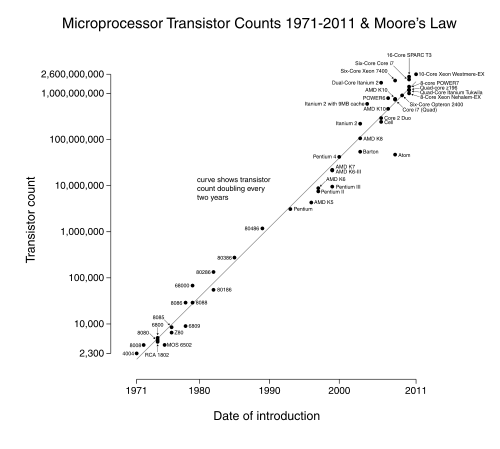 Microprocessor Transistor Counts 1971-2011 & Moore's Law
16-Core SPARC T3
Six-Core Core i7
Six-Core Xeon 7400
10-Core Xeon Westmere-EX
Dual-Core Itanium 2
8-core POWER7
Quad-core z196
Quad-Core Itanium Tukwila
8-Core Xeon Nehalem-EX
AMD K10
POWER6
Itanium 2 with 9MB cache
Six-Core Opteron 2400
AMD K10
Core i7 (Quad)
Core 2 Duo
Cell
Itanium 2
AMD K8
Barton
Atom
Pentium 4
AMD K7
AMD K6-III
AMD K6
Pentium III
Pentium II
AMD K5
Pentium
curve shows transistor
count doubling every
two years
80486
80386
80286
80186
68000
8086
8088
8085
6800
6809
8080
Z80
8008
MOS 6502
4004
RCA 1802
2,600,000,000
1,000,000,000
100,000,000
10,000,000
1,000,000
100,000
10,000
2,300
Transistor count
1971
1980
1990
2000
2011
Date of introduction